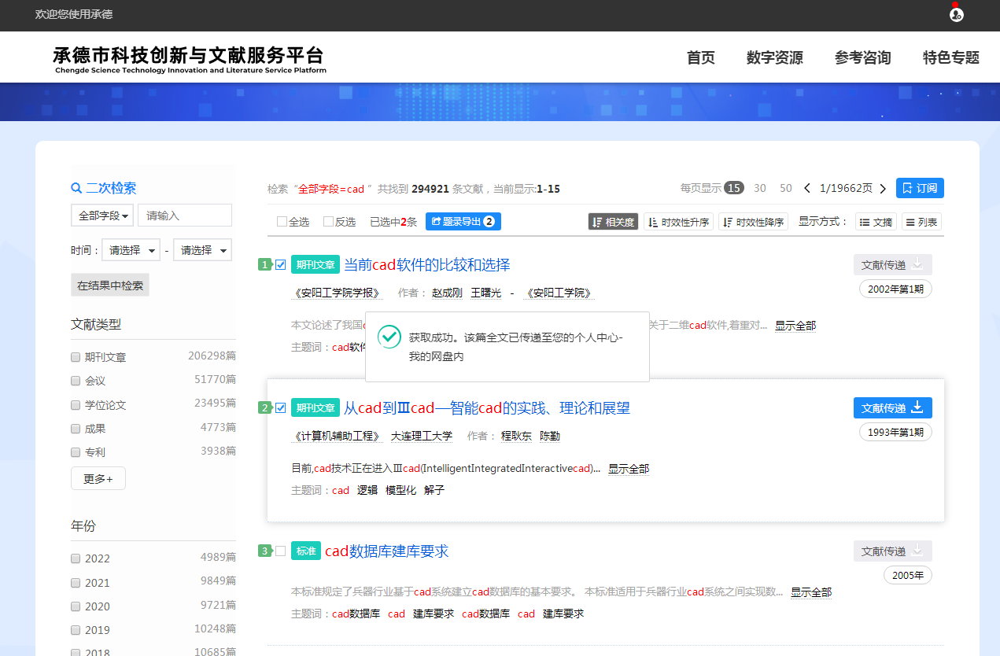 欢迎您使用承德
承德市科技创新与文献服务平台
Chengde Science Technology Innovation and Literature Service Platform
首页 数字资源 参考咨询 特色专题
二次检索
全部字段 请输入
时间： 请选择 - 请选择
在结果中检索
文献类型
期刊文章 206298篇
会议 51770篇
学位论文 23495篇
成果 4773篇
专利 3938篇
更多+
年份
2022 4989篇
2021 9849篇
2020 9721篇
2019 10248篇
2018 10685篇
检索“全部字段=cad ”共找到 294921 条文献，当前显示:1-15
每页显示 15 30 50 1/19662页 订阅
全选 反选 已选中2条 题录导出 2
相关度 时效性升序 时效性降序 显示方式： 文摘 列表
1 期刊文章 当前cad软件的比较和选择 文献传递
《安阳工学院学报》 作者： 赵成刚 王曙光 - 《安阳工学院》 2002年第1期
本文论述了我国 关于二维cad软件,着重对... 显示全部
主题词：cad软件
获取成功。该篇全文已传递至您的个人中心-
我的网盘内
2 期刊文章 从cad到Ⅲcad—智能cad的实践、理论和展望 文献传递
《计算机辅助工程》 大连理工大学 作者： 程耿东 陈勤 1993年第1期
目前,cad技术正在进入Ⅲcad(IntelligentIntegratedInteractivecad)... 显示全部
主题词：cad 逻辑 模型化 解子
3 标准 cad数据库建库要求 文献传递
2005年
本标准规定了兵器行业基于cad系统建立cad数据库的基本要求。 本标准适用于兵器行业cad系统之间实现数... 显示全部
主题词：cad数据库 cad 建库要求 cad数据库 cad 建库要求